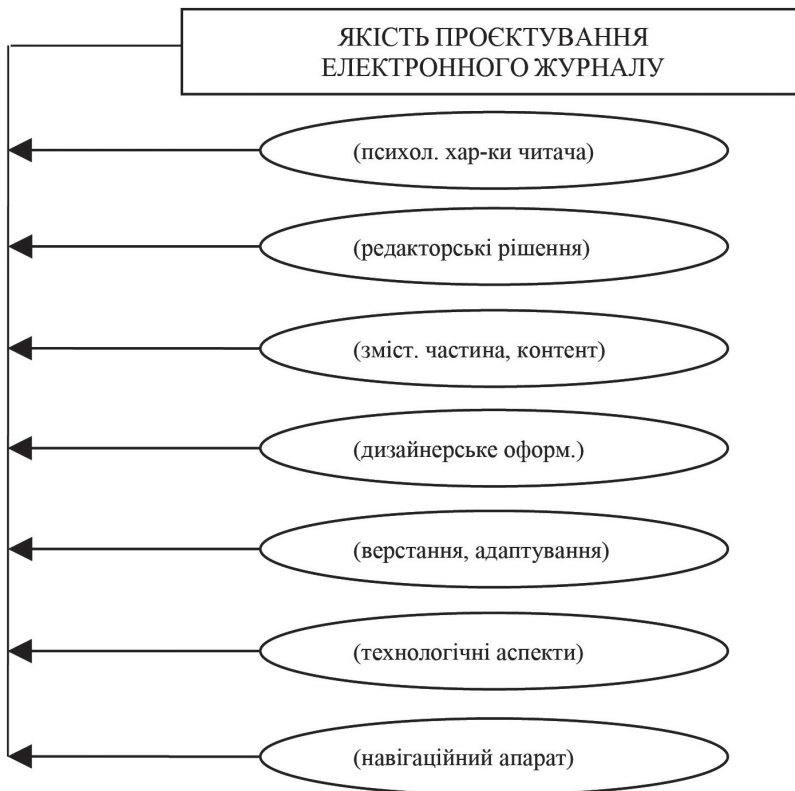 ЯКІСТЬ ПРОЄКТУВАННЯ
ЕЛЕКТРОННОГО ЖУРНАЛУ
(психол. хар-ки читача)
(редакторські рішення)
(зміст. частина, контент)
(дизайнерське оформ.)
(верстання, адаптування)
(технологічні аспекти)
(навігаційний апарат)